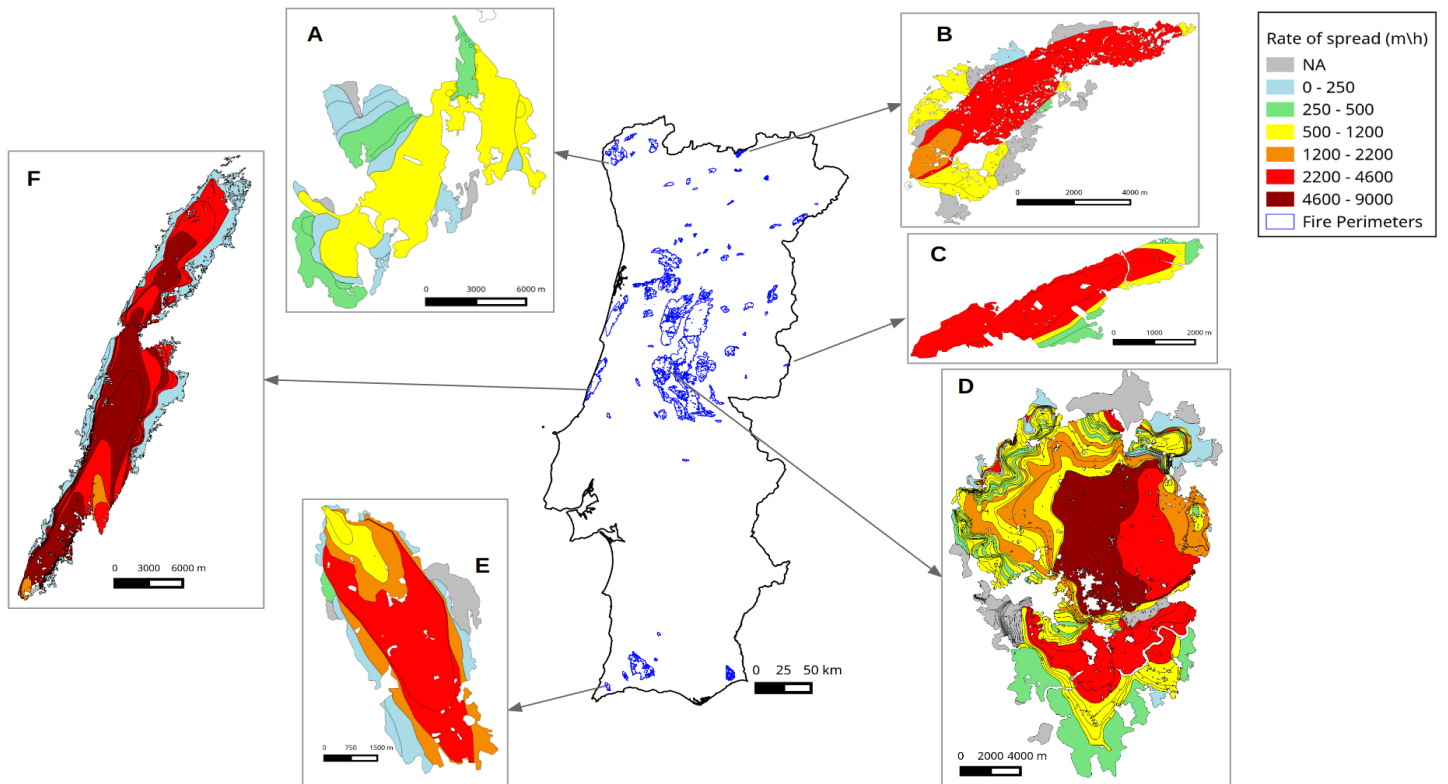 A
0 3000 6000 m
B
0 2000 4000 m
Rate of spread (m\h)
NA
0 - 250
250 - 500
500 - 1200
1200 - 2200
2200 - 4600
4600 - 9000
Fire Perimeters
F
0 3000 6000 m
C
0 1000 2000 m
D
0 2000 4000 m
E
0 750 1500 m
0 25 50 km